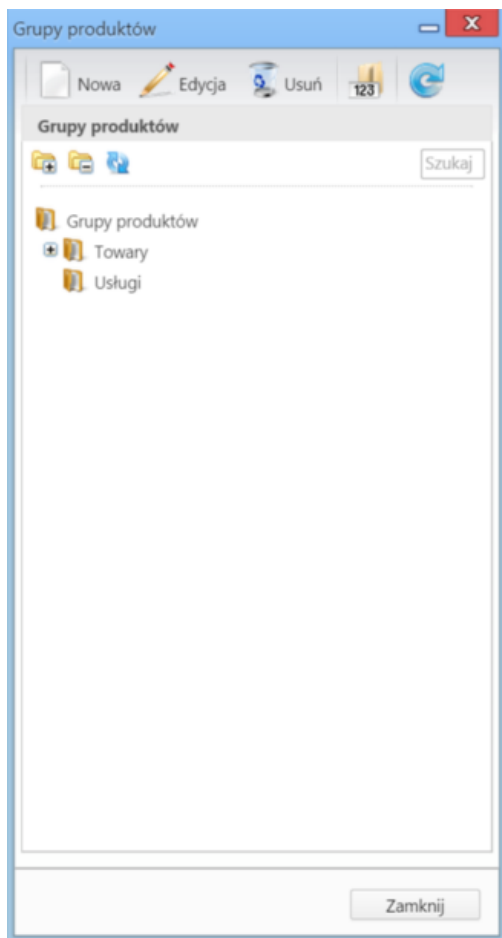 Grupy produktów
Nowa Edycja Usuń 123
Grupy produktów
Szukaj
Grupy produktów
Towary
Usługi
Zamknij